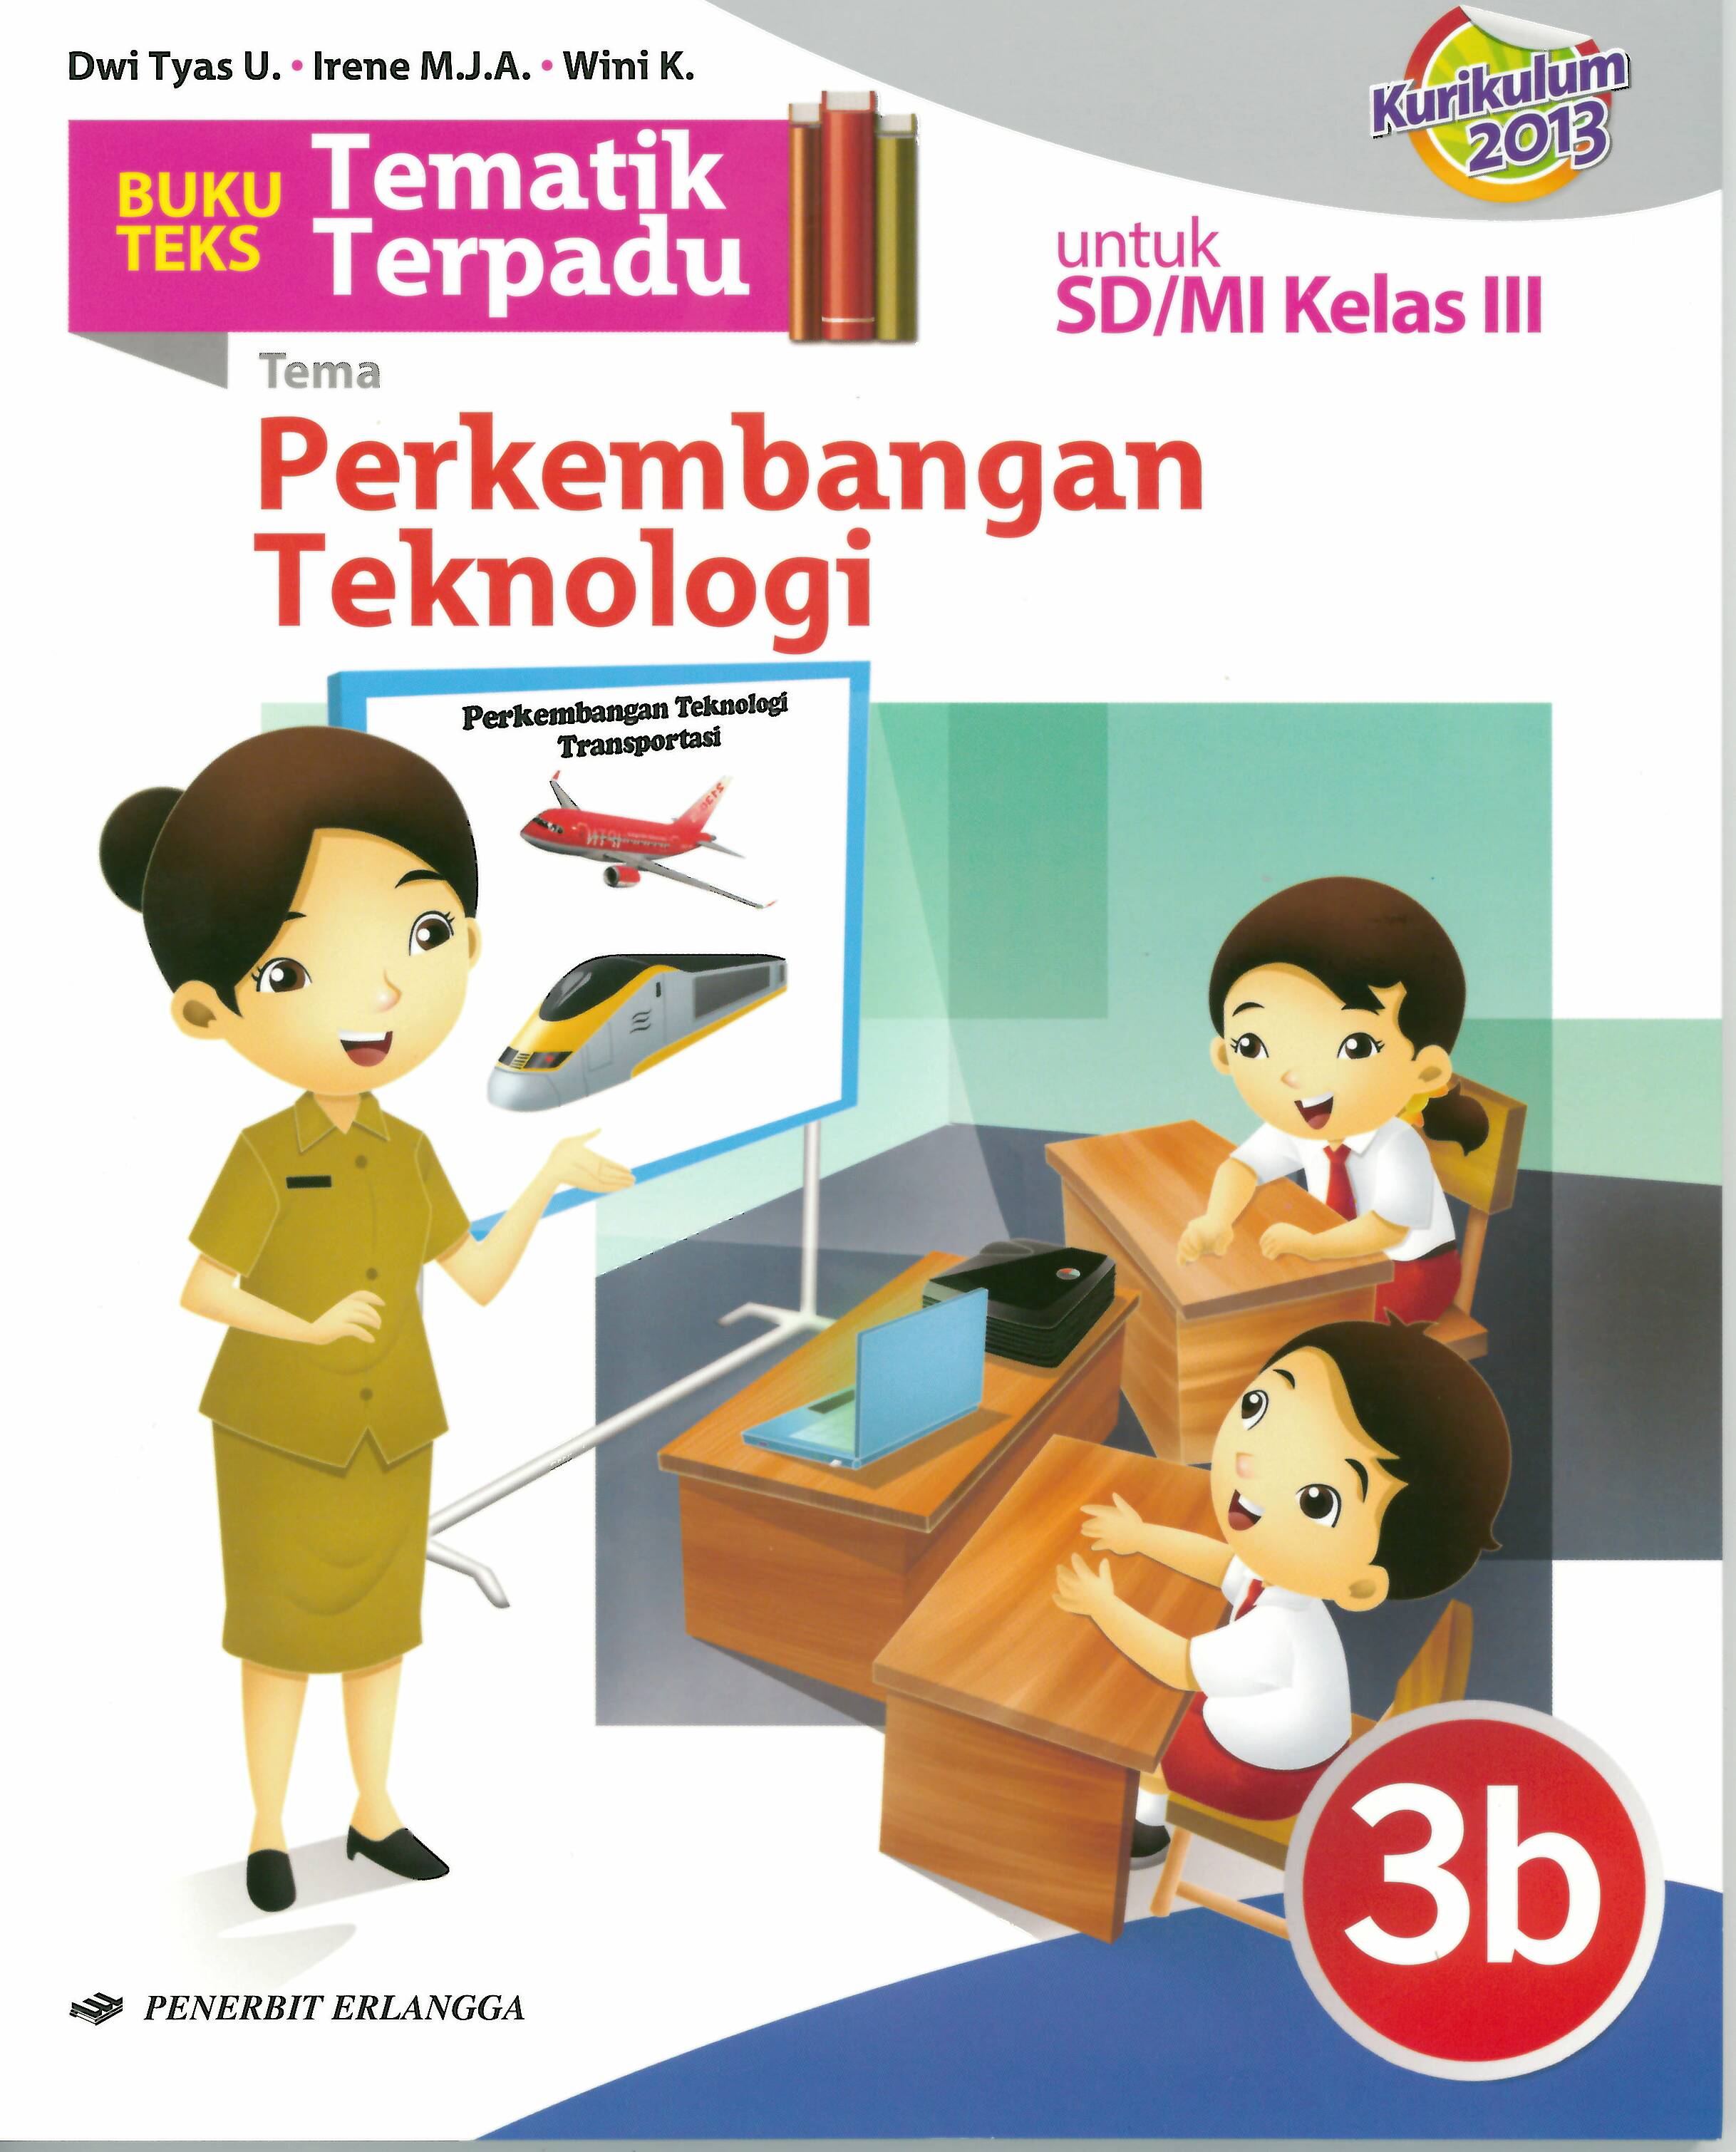 Dwi Tyas U. • Irene M.J.A. • Wini K.
Kurikulum
2013
BUKU
TEKS
Tematik
Terpadu
untuk
SD/MI Kelas III
Tema
Perkembangan
Teknologi
Perkembangan Teknologi
Transportasi
3b
PENERBIT ERLANGGA